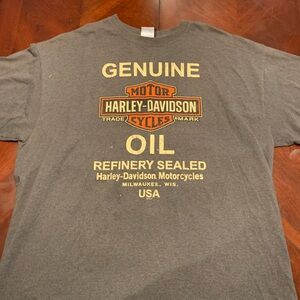 GENUINE
MOTOR
HARLEY-DAVIDSON
TRADE MARK
CYCLES
OIL
REFINERY SEALED
Harley-Davidson Motorcycles
MILWAUKEE, WIS.
USA